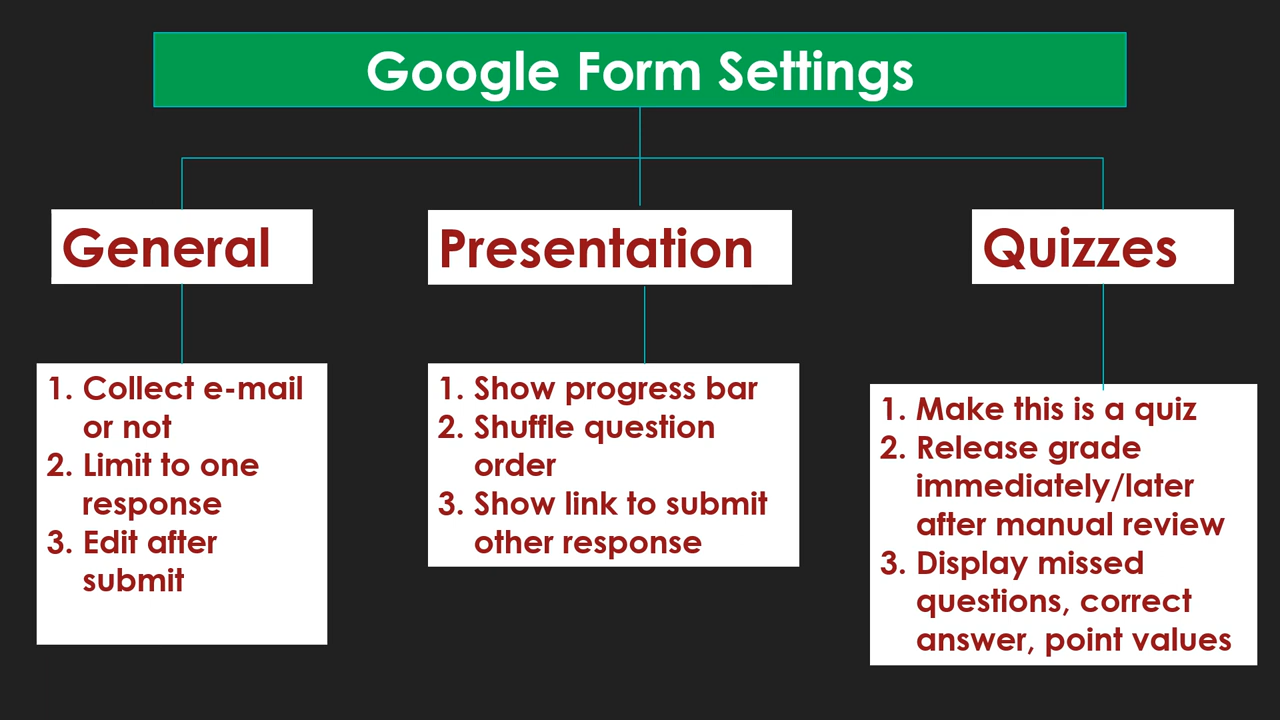 Google Form Settings
General
Presentation
Quizzes
1. Collect e-mail
or not
2. Limit to one
response
3. Edit after
submit
1. Show progress bar
2. Shuffle question
order
3. Show link to submit
other response
1. Make this is a quiz
2. Release grade
immediately/later
after manual review
3. Display missed
questions, correct
answer, point values